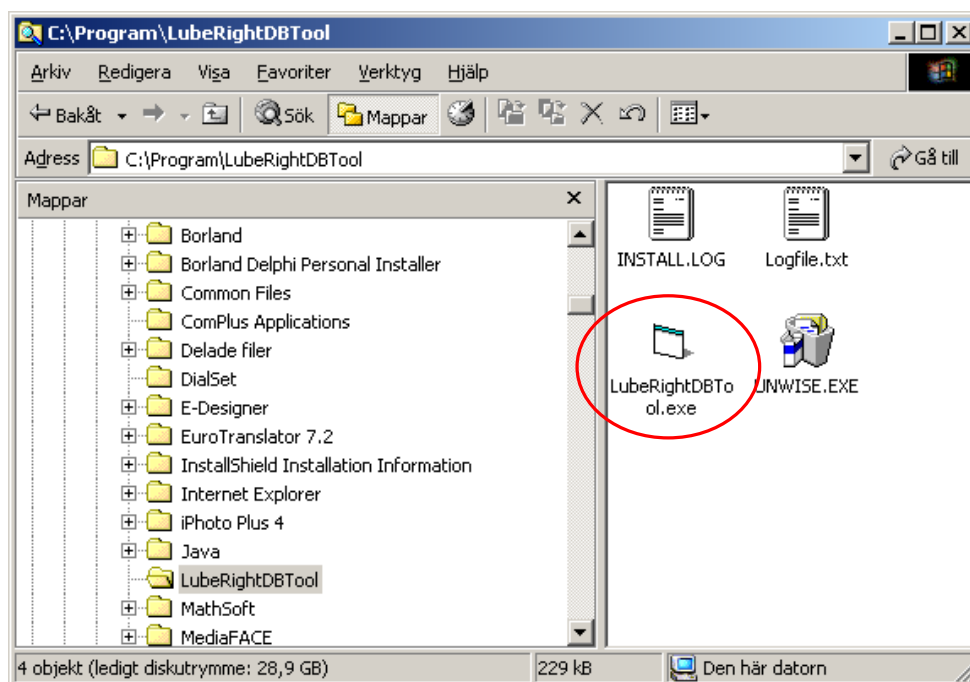 C:\Program\LubeRightDBTool
Arkiv Redigera Visa Favoriter Verktyg Hjälp
Bakåt Sök Mappar
Adress C:\Program\LubeRightDBTool Gå till
Mappar
Borland
Borland Delphi Personal Installer
Common Files
ComPlus Applications
Delade filer
DialSet
E-Designer
EuroTranslator 7.2
InstallShield Installation Information
Internet Explorer
iPhoto Plus 4
Java
LubeRightDBTool
MathSoft
MediaFACE
INSTALL.LOG Logfile.txt
LubeRightDBTo
ol.exe
UNWISE.EXE
4 objekt (ledigt diskutrymme: 28,9 GB) 229 kB Den här datorn